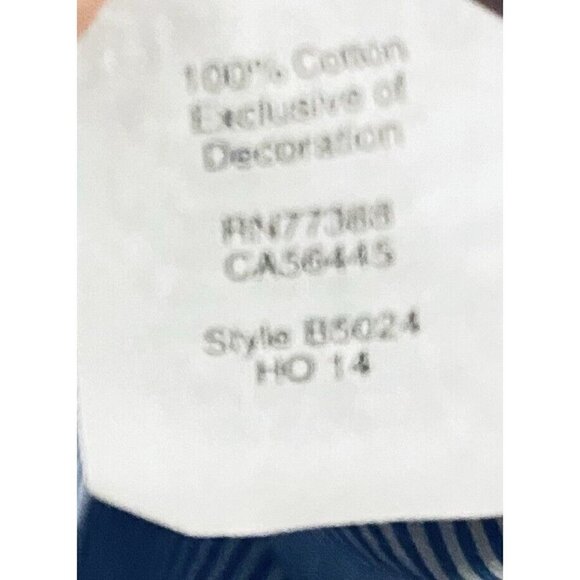 100% Cotton
Exclusive of
Decoration
RN77388
CA56445
Style B5024
HO 14